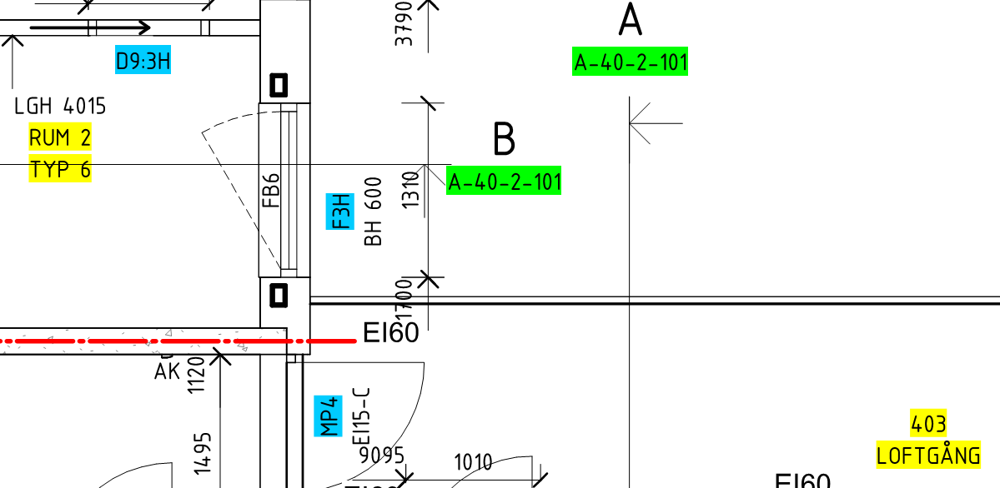 3790
A
A-40-2-101
D9:3H
LGH 4015
RUM 2
TYP 6
B
A-40-2-101
FB6
F3H
BH 600
1310
1700
EI60
AK
1120
MP4
EI15-C
1495
9095
1010
403
LOFTGÅNG
EI60
EI60